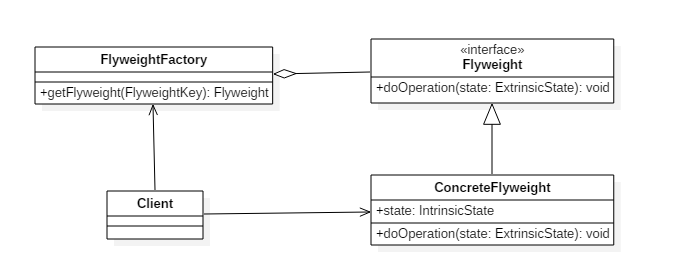 FlyweightFactory
+getFlyweight(FlyweightKey): Flyweight
«interface»
Flyweight
+doOperation(state: ExtrinsicState): void
Client
ConcreteFlyweight
+state: IntrinsicState
+doOperation(state: ExtrinsicState): void